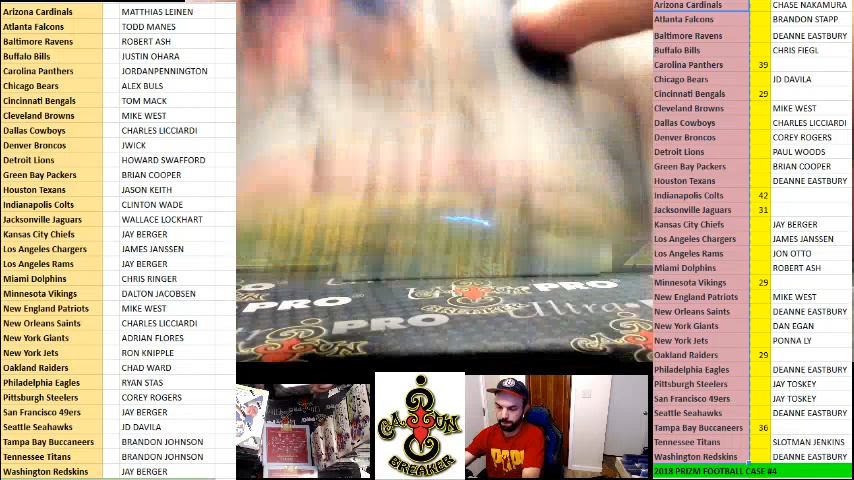 Arizona Cardinals MATTHIAS LEINEN
Atlanta Falcons TODD MANES
Baltimore Ravens ROBERT ASH
Buffalo Bills JUSTIN OHARA
Carolina Panthers JORDANPENNINGTON
Chicago Bears ALEX BULS
Cincinnati Bengals TOM MACK
Cleveland Browns MIKE WEST
Dallas Cowboys CHARLES LICCIARDI
Denver Broncos JWICK
Detroit Lions HOWARD SWAFFORD
Green Bay Packers BRIAN COOPER
Houston Texans JASON KEITH
Indianapolis Colts CLINTON WADE
Jacksonville Jaguars WALLACE LOCKHART
Kansas City Chiefs JAY BERGER
Los Angeles Chargers JAMES JANSSEN
Los Angeles Rams JAY BERGER
Miami Dolphins CHRIS RINGER
Minnesota Vikings DALTON JACOBSEN
New England Patriots MIKE WEST
New Orleans Saints CHARLES LICCIARDI
New York Giants ADRIAN FLORES
New York Jets RON KNIPPLE
Oakland Raiders CHAD WARD
Philadelphia Eagles RYAN STAS
Pittsburgh Steelers COREY ROGERS
San Francisco 49ers JAY BERGER
Seattle Seahawks JD DAVILA
Tampa Bay Buccaneers BRANDON JOHNSON
Tennessee Titans BRANDON JOHNSON
Washington Redskins JAY BERGER
PRO
PRO
Ultra PRO
CAJUN
BREAKER
Arizona Cardinals CHASE NAKAMURA
Atlanta Falcons BRANDON STAPP
Baltimore Ravens DEANNE EASTBURY
Buffalo Bills CHRIS FIEGL
Carolina Panthers 39
Chicago Bears JD DAVILA
Cincinnati Bengals 29
Cleveland Browns MIKE WEST
Dallas Cowboys CHARLES LICCIARDI
Denver Broncos COREY ROGERS
Detroit Lions PAUL WOODS
Green Bay Packers BRIAN COOPER
Houston Texans DEANNE EASTBURY
Indianapolis Colts 42
Jacksonville Jaguars 31
Kansas City Chiefs JAY BERGER
Los Angeles Chargers JAMES JANSSEN
Los Angeles Rams JON OTTO
Miami Dolphins ROBERT ASH
Minnesota Vikings 29
New England Patriots MIKE WEST
New Orleans Saints DEANNE EASTBURY
New York Giants DAN EGAN
New York Jets PONNA LY
Oakland Raiders 29
Philadelphia Eagles DEANNE EASTBURY
Pittsburgh Steelers JAY TOSKEY
San Francisco 49ers JAY TOSKEY
Seattle Seahawks DEANNE EASTBURY
Tampa Bay Buccaneers 36
Tennessee Titans SLOTMAN JENKINS
Washington Redskins DEANNE EASTBURY
2018 PRIZM FOOTBALL CASE #4